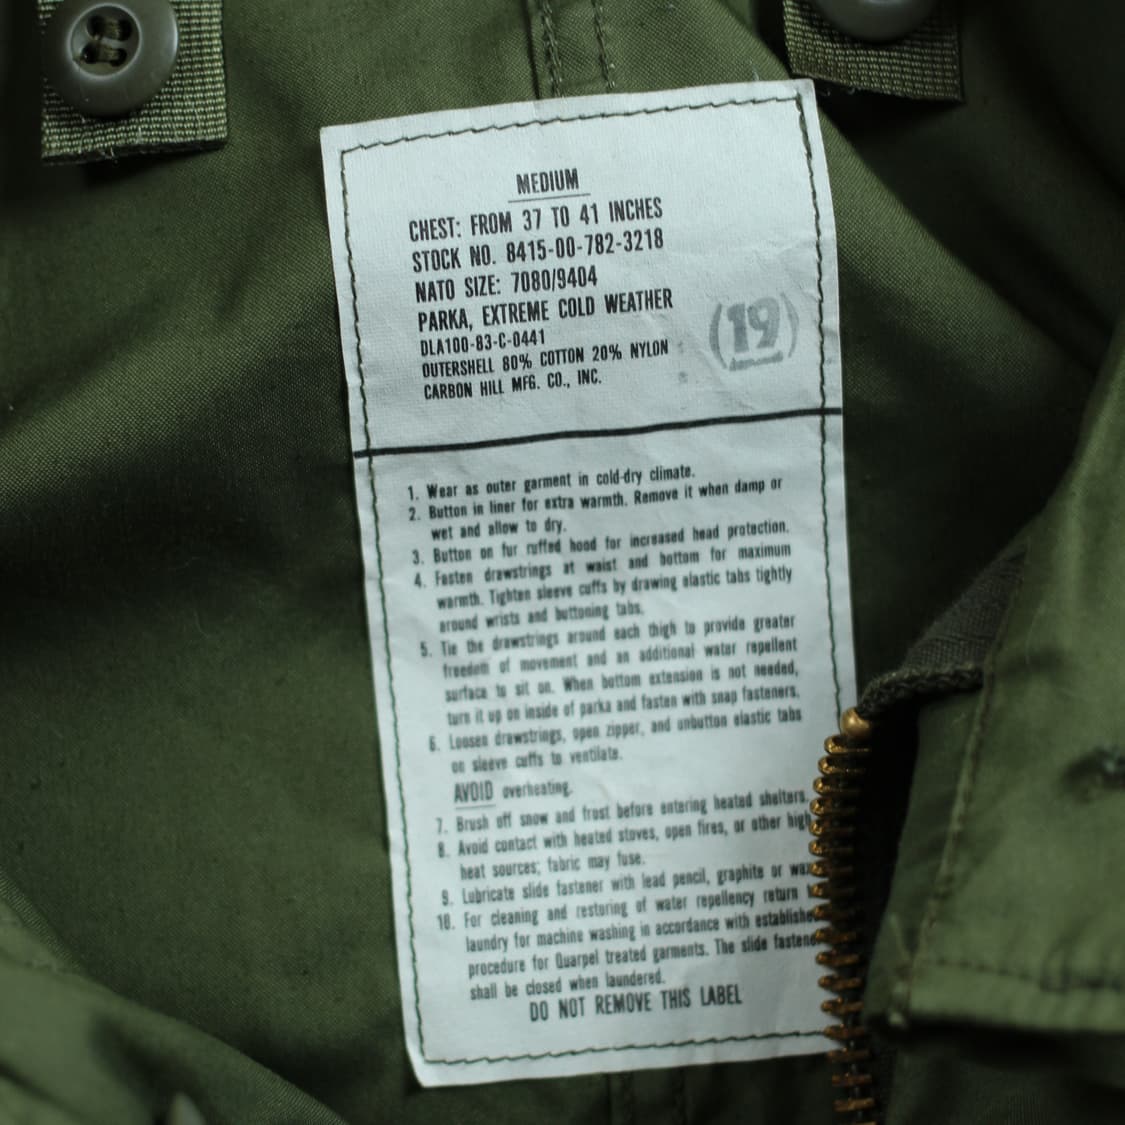 MEDIUM
CHEST: FROM 37 TO 41 INCHES
STOCK NO. 8415-00-782-3218
NATO SIZE: 7080/9404
PARKA, EXTREME COLD WEATHER
DLA100-83-C-0441
OUTERSHELL 80% COTTON 20% NYLON
CARBON HILL MFG. CO., INC.
(19)
1. Wear as outer garment in cold-dry climate.
2. Button in liner for extra warmth. Remove it when damp or
wet and allow to dry.
3. Button on fur ruffed hood for increased head protection.
4. Fasten drawstrings at waist and bottom for maximum
warmth. Tighten sleeve cuffs by drawing elastic tabs tightly
around wrists and buttoning tabs.
5. Tie the drawstrings around each thigh to provide greater
freedom of movement and an additional water repellent
surface to sit on. When bottom extension is not needed,
turn it up on inside of parka and fasten with snap fasteners.
6. Loosen drawstrings, open zipper, and unbutton elastic tabs
on sleeve cuffs to ventilate.
AVOID overheating.
7. Brush off snow and frost before entering heated shelters.
8. Avoid contact with heated stoves, open fires, or other high
heat sources; fabric may fuse.
9. Lubricate slide fastener with lead pencil, graphite or wax
10. For cleaning and restoring of water repellency return
laundry for machine washing in accordance with establishe
procedure for Quarpel treated garments. The slide fastene
shall be closed when laundered.
DO NOT REMOVE THIS LABEL